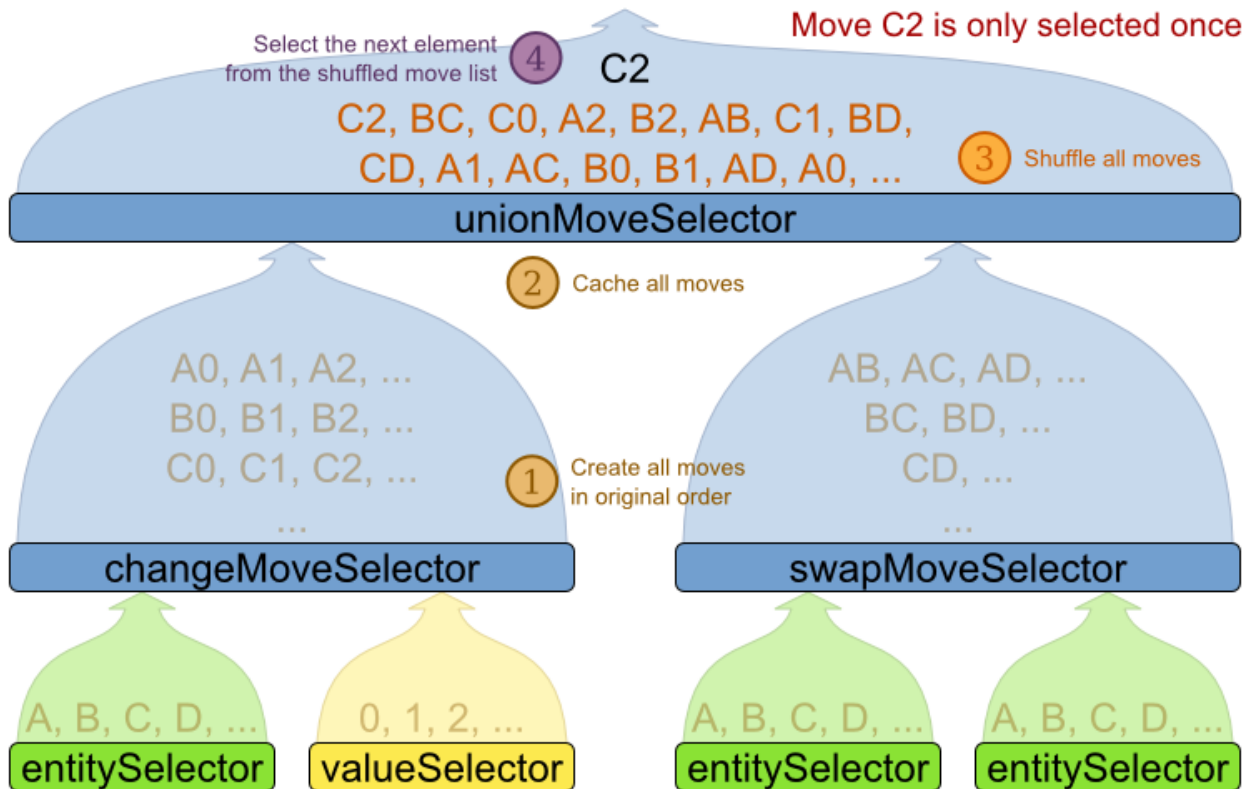 Move C2 is only selected once
Select the next element
from the shuffled move list
4
C2
C2, BC, C0, A2, B2, AB, C1, BD,
CD, A1, AC, B0, B1, AD, A0, ...
3 Shuffle all moves
unionMoveSelector
2 Cache all moves
A0, A1, A2, ...
B0, B1, B2, ...
C0, C1, C2, ...
...
AB, AC, AD, ...
BC, BD, ...
CD, ...
...
1 Create all moves
in original order
changeMoveSelector
swapMoveSelector
A, B, C, D, ...
0, 1, 2, ...
A, B, C, D, ...
A, B, C, D, ...
entitySelector
valueSelector
entitySelector
entitySelector